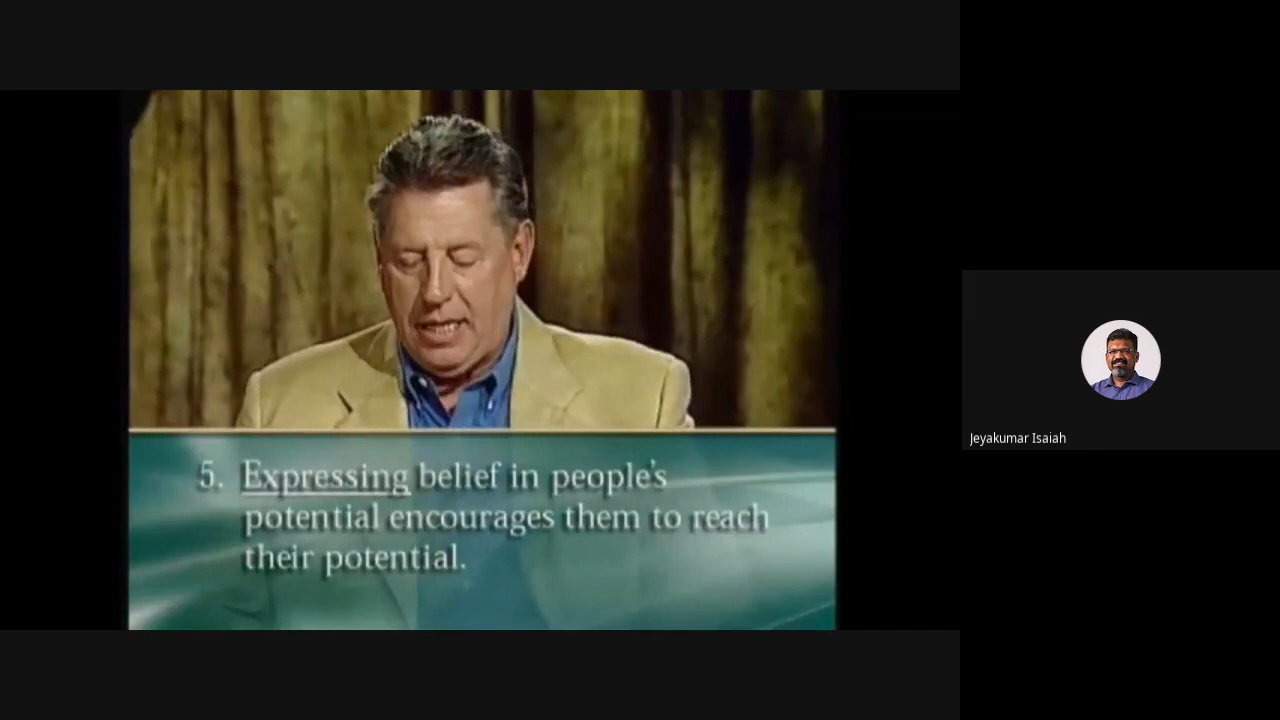 5. Expressing belief in people's
potential encourages them to reach
their potential.
Jeyakumar Isaiah